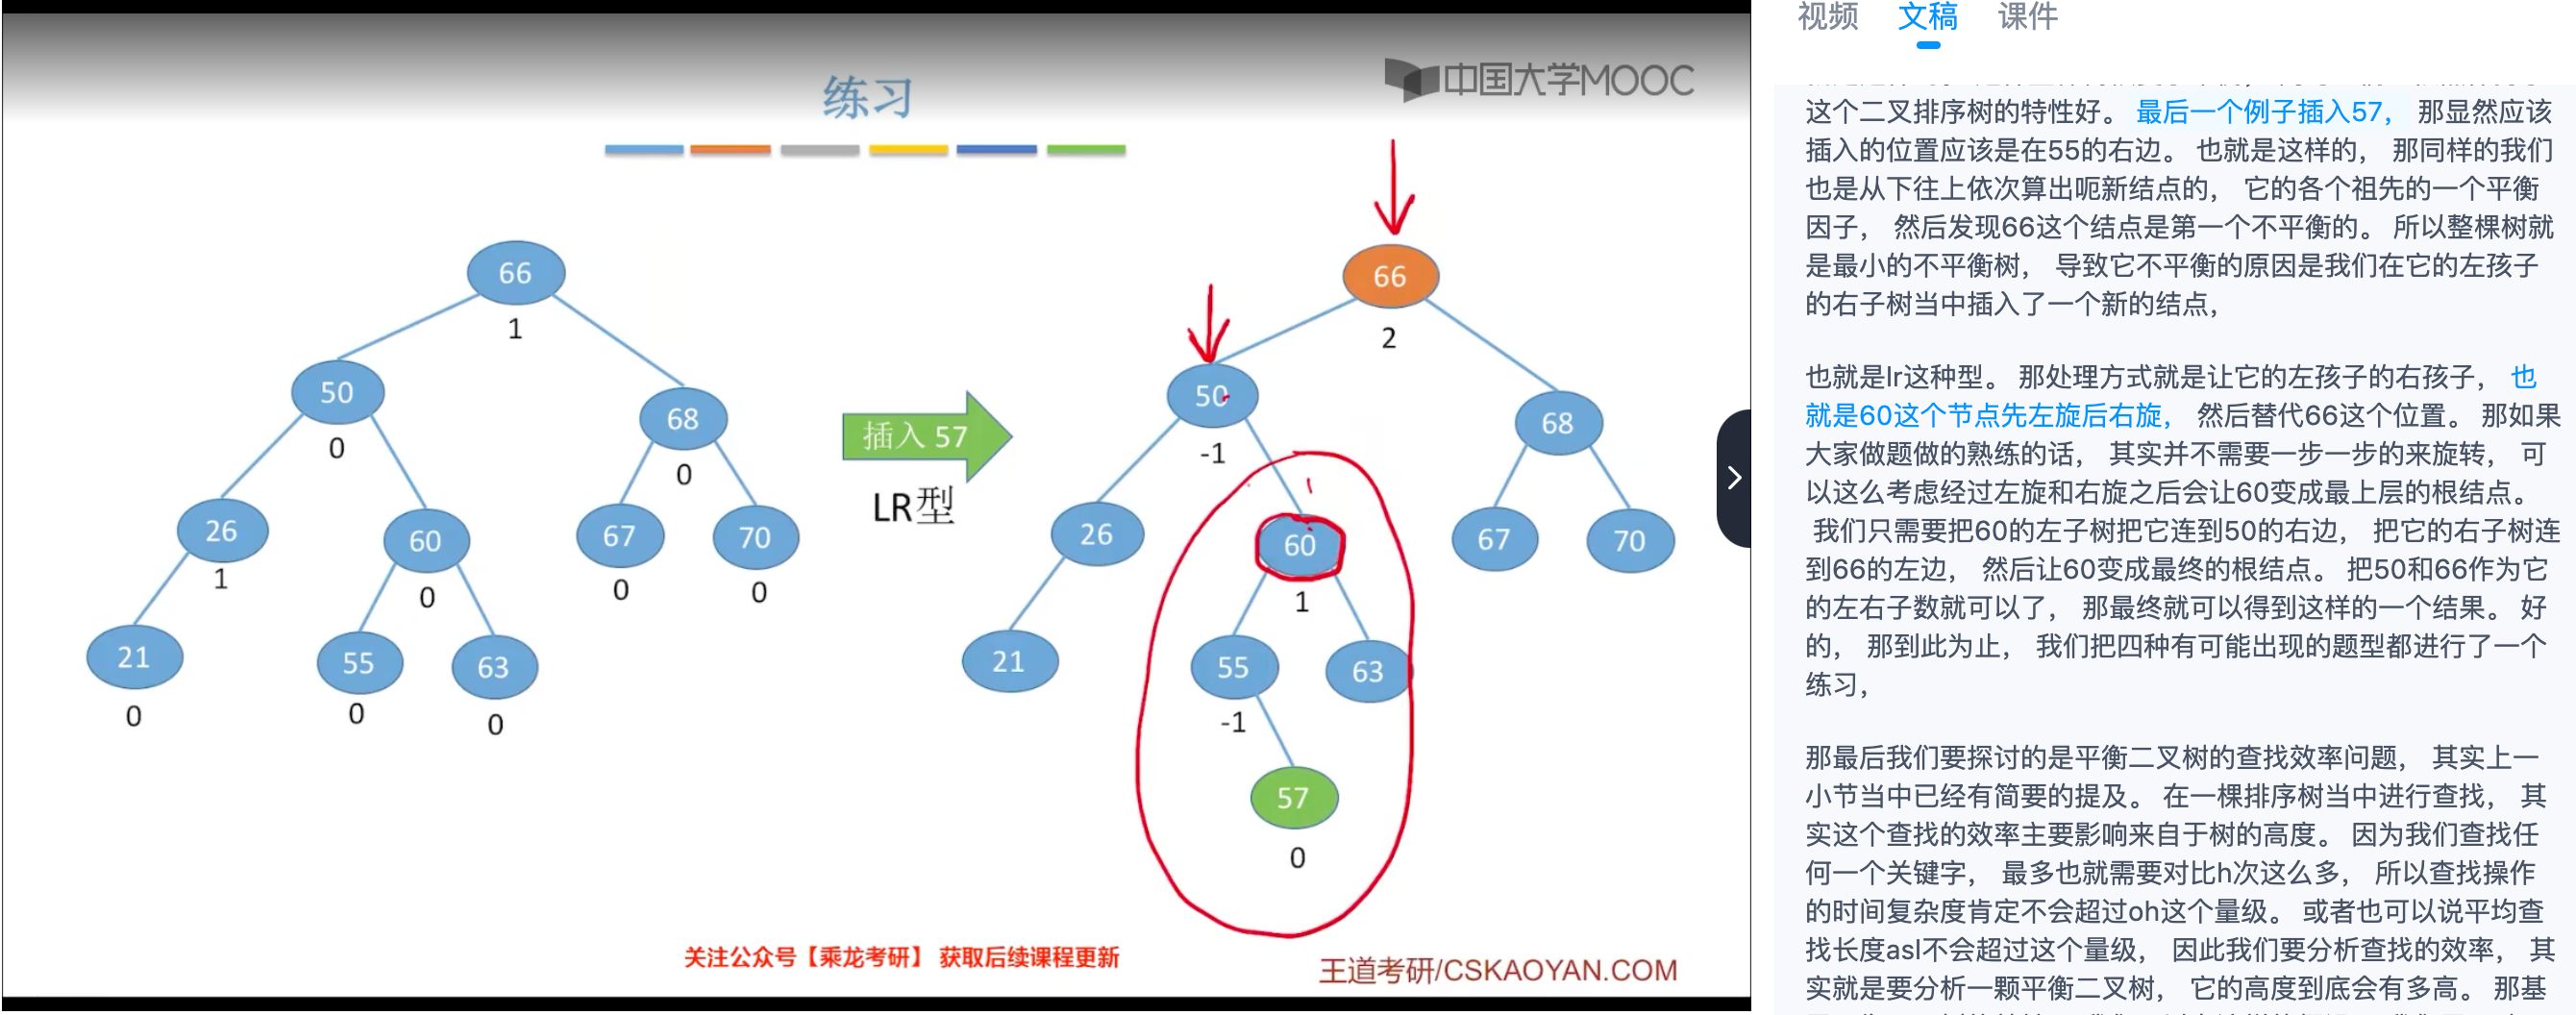 练习
中国大学MOOC
66
1
50
0
68
0
26
1
60
0
67
0
70
0
21
0
55
0
63
0
插入 57
LR型
66
2
50
-1
68
26
60
1
67
70
21
55
-1
63
57
0
关注公众号【乘龙考研】 获取后续课程更新
王道考研/CSKAOYAN.COM
视频 文稿 课件
这个二叉排序树的特性好。 最后一个例子插入57, 那显然应该
插入的位置应该是在55的右边。 也就是这样的, 那同样的我们
也是从下往上依次算出呃新结点的, 它的各个祖先的一个平衡
因子, 然后发现66这个结点是第一个不平衡的。 所以整棵树就
是最小的不平衡树, 导致它不平衡的原因是我们在它的左孩子
的右子树当中插入了一个新的结点,
也就是lr这种型。 那处理方式就是让它的左孩子的右孩子, 也
就是60这个节点先左旋后右旋, 然后替代66这个位置。 那如果
大家做题做的熟练的话, 其实并不需要一步一步的来旋转, 可
以这么考虑经过左旋和右旋之后会让60变成最上层的根结点。
我们只需要把60的左子树把它连到50的右边, 把它的右子树连
到66的左边, 然后让60变成最终的根结点。 把50和66作为它
的左右子数就可以了, 那最终就可以得到这样的一个结果。 好
的, 那到此为止, 我们把四种有可能出现的题型都进行了一个
练习,
那最后我们要探讨的是平衡二叉树的查找效率问题, 其实上一
小节当中已经有简要的提及。 在一棵排序树当中进行查找, 其
实这个查找的效率主要影响来自于树的高度。 因为我们查找任
何一个关键字, 最多也就需要对比h次这么多, 所以查找操作
的时间复杂度肯定不会超过oh这个量级。 或者也可以说平均查
找长度asl不会超过这个量级, 因此我们要分析查找的效率, 其
实就是要分析一颗平衡二叉树, 它的高度到底会有多高。 那基